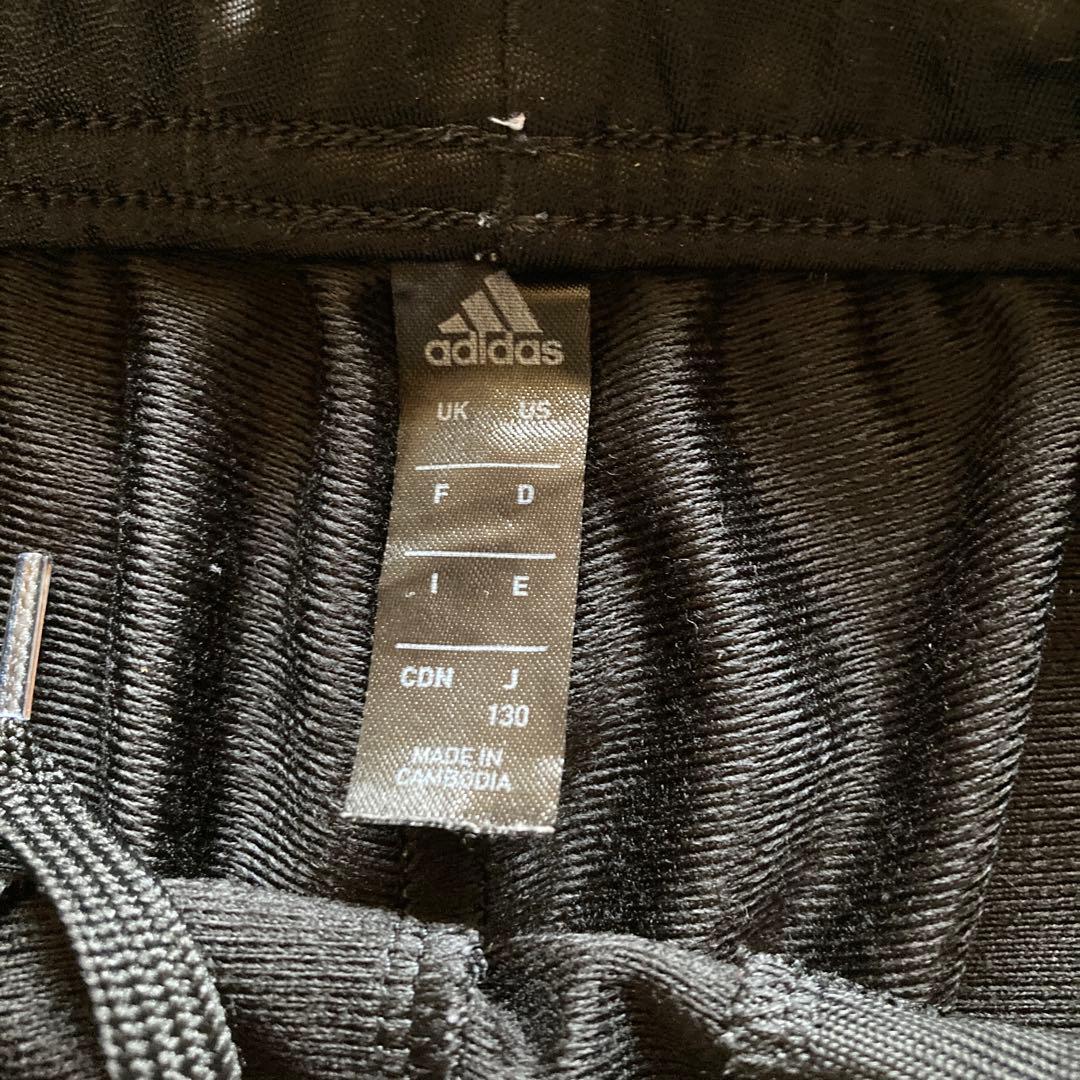 adidas
UK US
F D
I E
CDN J
130
MADE IN
CAMBODIA